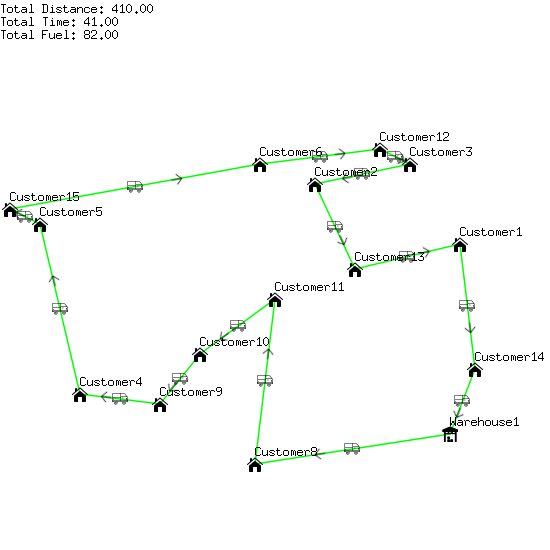 Total Distance: 410.00
Total Time: 41.00
Total Fuel: 82.00
Customer12
Customer6
Customer3
Customer2
Customer15
Customer5
Customer1
Customer13
Customer11
Customer10
Customer14
Customer4
Customer9
Warehouse1
Customer8